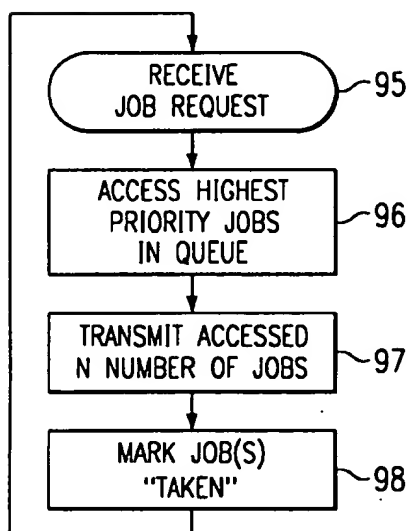 RECEIVE
JOB REQUEST
95
ACCESS HIGHEST
PRIORITY JOBS
IN QUEUE
96
TRANSMIT ACCESSED
N NUMBER OF JOBS
97
MARK JOB(S)
"TAKEN"
98